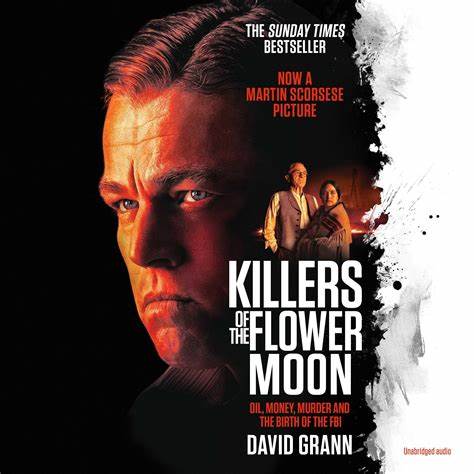 THE SUNDAY TIMES
BESTSELLER
NOW A
MARTIN SCORSESE
PICTURE
KILLERS
OF THE FLOWER
MOON
OIL, MONEY, MURDER AND
THE BIRTH OF THE FBI
DAVID GRANN
Unabridged audio